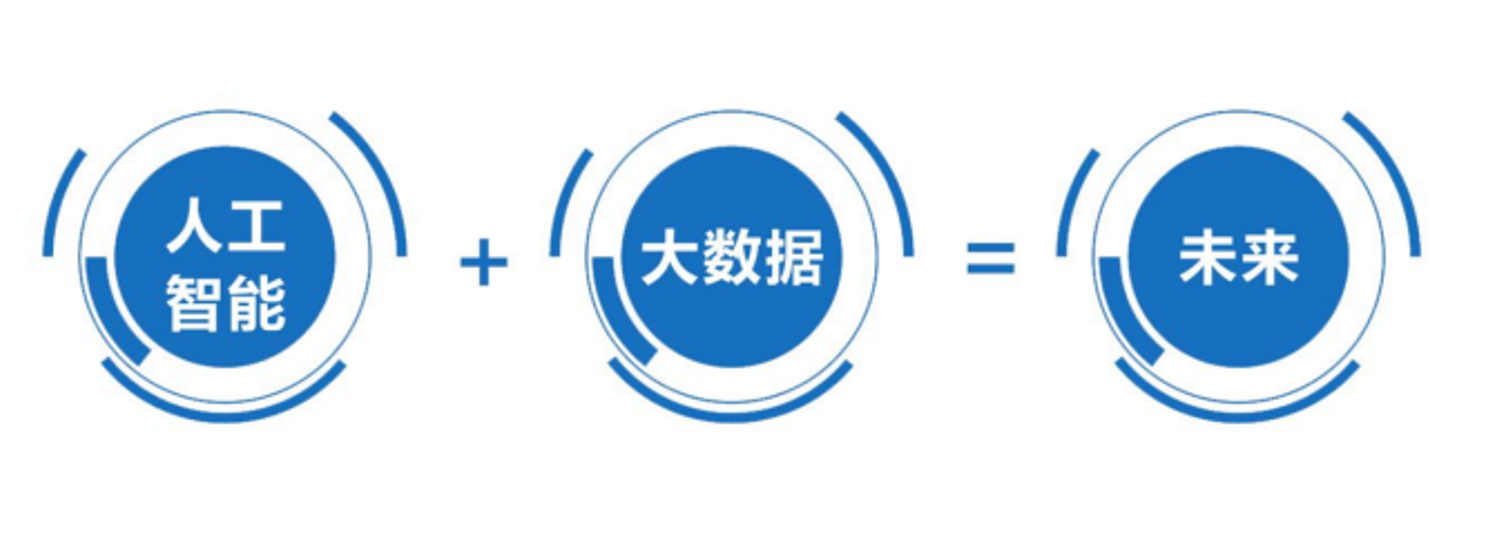 人工
智能
+
大数据
=
未来